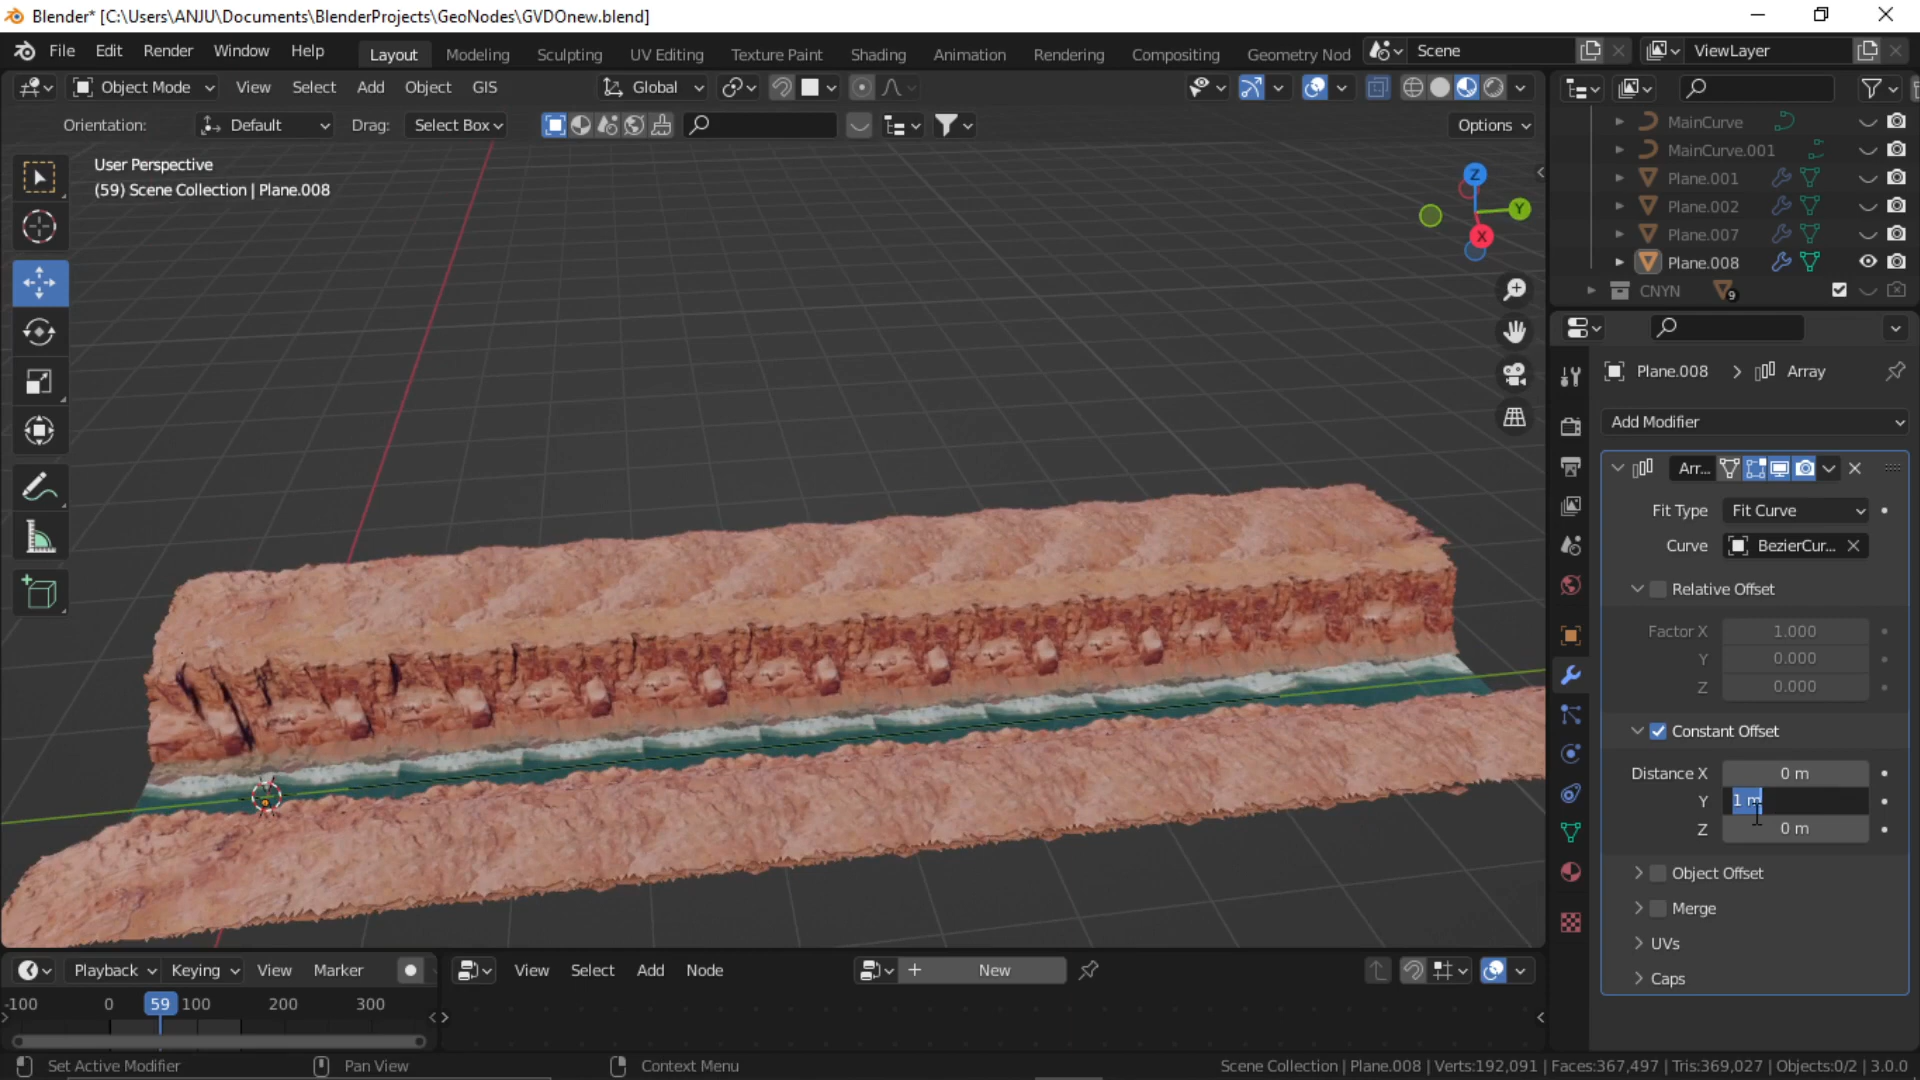 Blender* [C:\Users\ANJU\Documents\BlenderProjects\GeoNodes\GVDOnew.blend]
File Edit Render Window Help Layout Modeling Sculpting UV Editing Texture Paint Shading Animation Rendering Compositing Geometry Nod Scene ViewLayer
Object Mode View Select Add Object GIS Global
Orientation: Default Drag: Select Box Options
User Perspective
(59) Scene Collection | Plane.008
Z
Y
X
MainCurve
MainCurve.001
Plane.001
Plane.002
Plane.007
Plane.008
CNYN 9
Plane.008 > Array
Add Modifier
Arr...
Fit Type Fit Curve
Curve BezierCur...
Relative Offset
Factor X 1.000
Y 0.000
Z 0.000
Constant Offset
Distance X 0 m
Y 1 m
Z 0 m
Object Offset
Merge
UVs
Caps
Playback Keying View Marker View Select Add Node New
-100 0 59 100 200 300
Set Active Modifier Pan View Context Menu Scene Collection | Plane.008 | Verts:192,091 | Faces:367,497 | Tris:369,027 | Objects:0/2 | 3.0.0